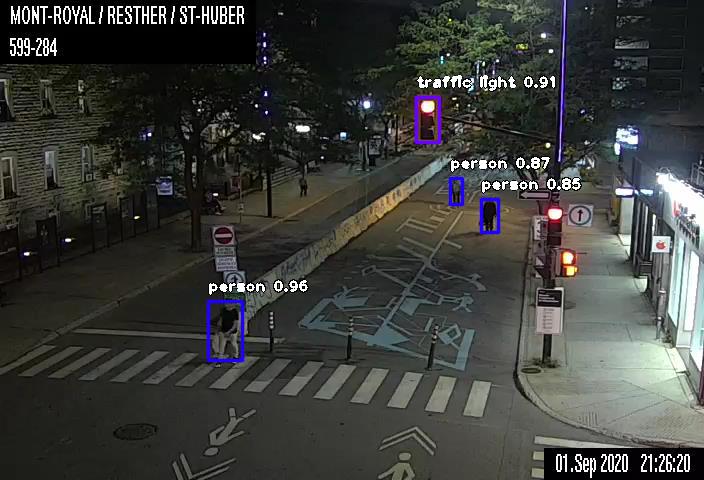 MONT-ROYAL / RESTHER / ST-HUBER
599-284
traffic light 0.91
person 0.87
person 0.85
person 0.96
01.Sep 2020 21:26:20